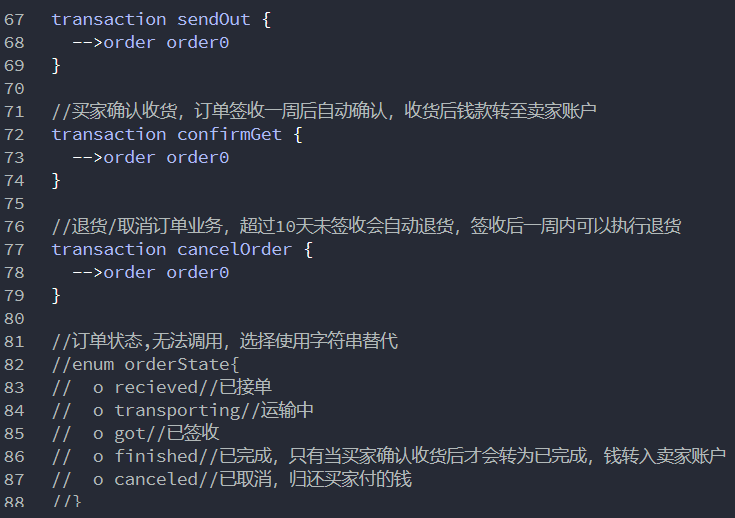 67 transaction sendOut {
68   -->order order0
69 }
70
71 //买家确认收货，订单签收一周后自动确认，收货后钱款转至卖家账户
72 transaction confirmGet {
73   -->order order0
74 }
75
76 //退货/取消订单业务，超过10天未签收会自动退货，签收后一周内可以执行退货
77 transaction cancelOrder {
78   -->order order0
79 }
80
81 //订单状态,无法调用，选择使用字符串替代
82 //enum orderState{
83 //  o recieved//已接单
84 //  o transporting//运输中
85 //  o got//已签收
86 //  o finished//已完成，只有当买家确认收货后才会转为已完成，钱转入卖家账户
87 //  o canceled//已取消，归还买家付的钱
88 //}